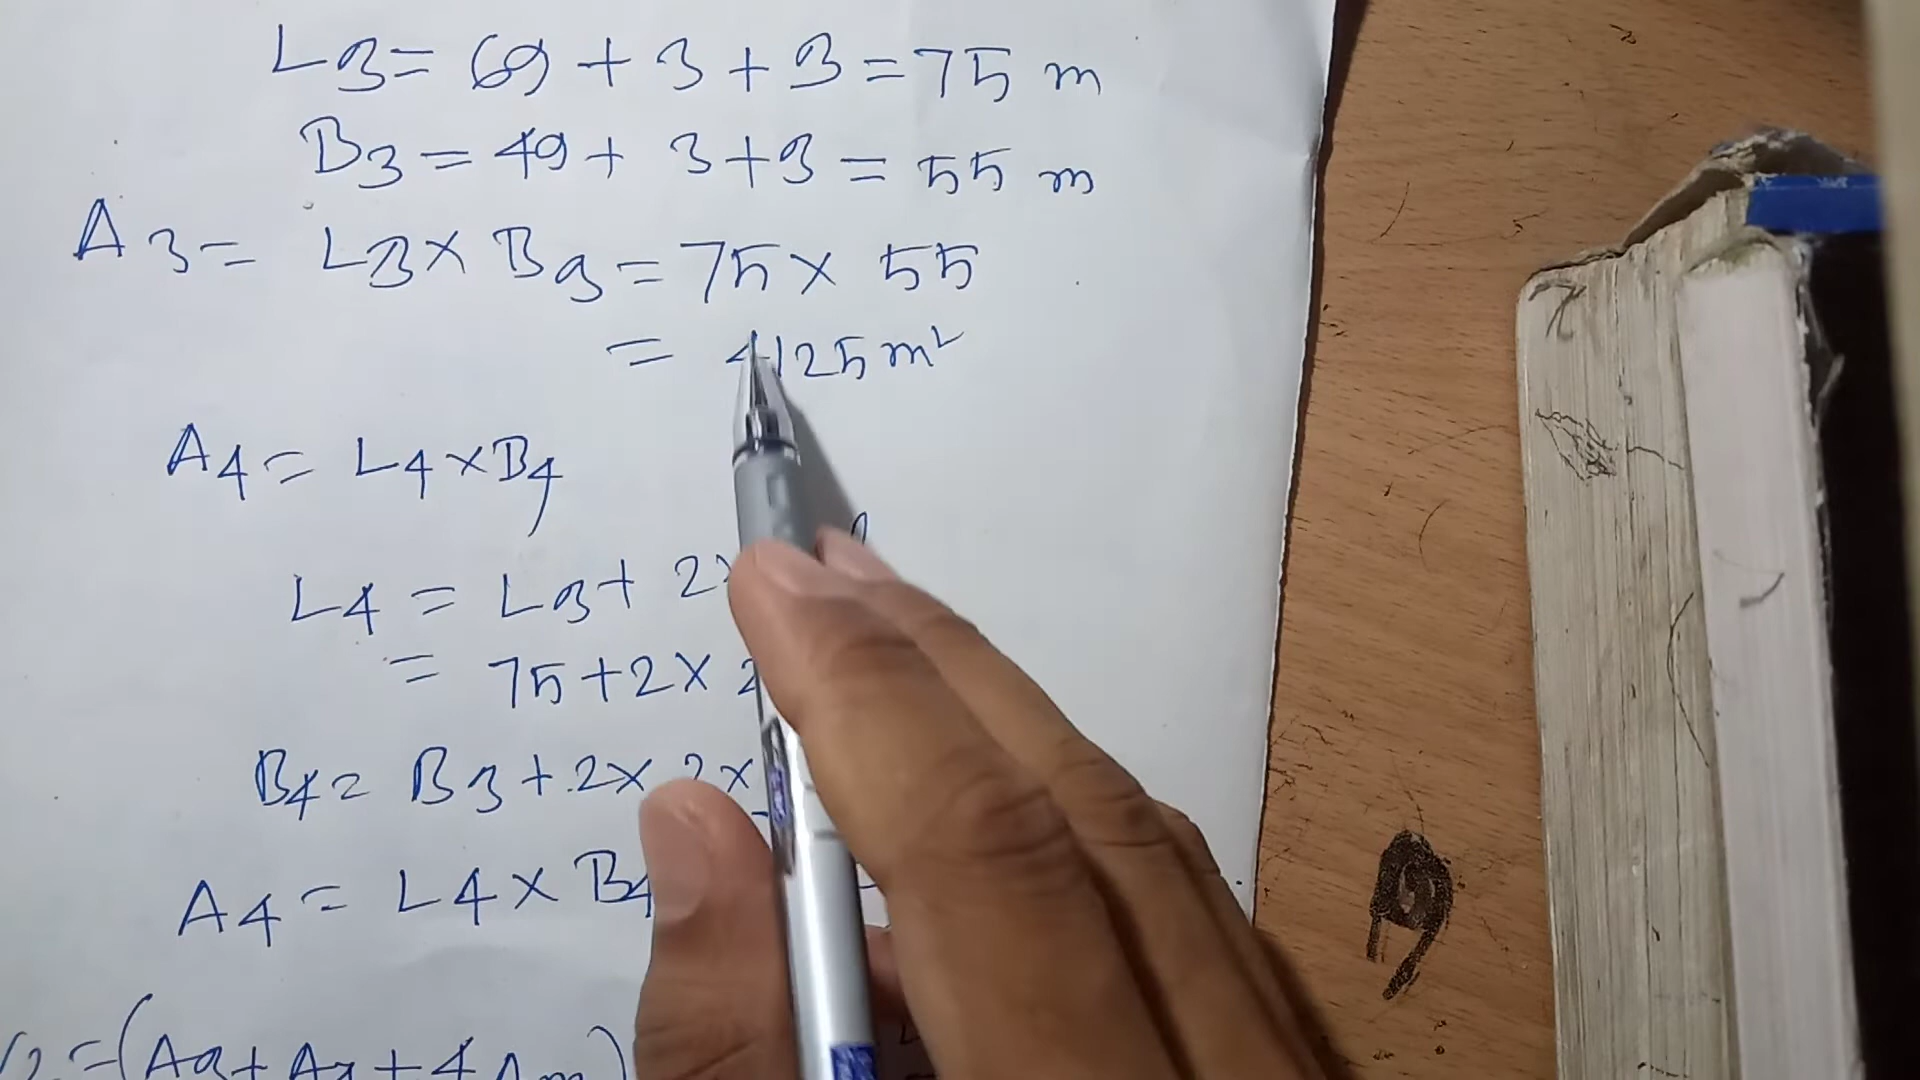 L3 = 69 + 3 + 3 = 75 m
B3 = 49 + 3 + 3 = 55 m
A3 = L3 × B3 = 75 × 55
= 4125 m²
A4 = L4 × B4
L4 = L3 + 2×
= 75 + 2 × 2
B4 = B3 + 2 × 2 ×
A4 = L4 × B4